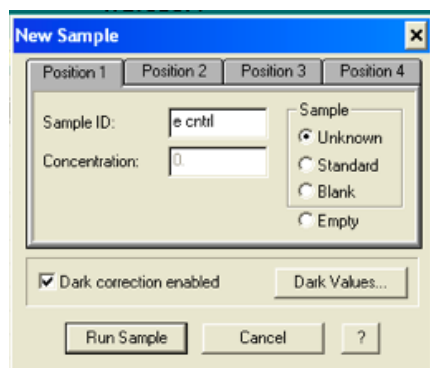 New Sample
Position 1 Position 2 Position 3 Position 4
Sample ID: e cntrl
Concentration: 0.
Sample
Unknown
Standard
Blank
Empty
Dark correction enabled Dark Values...
Run Sample Cancel ?